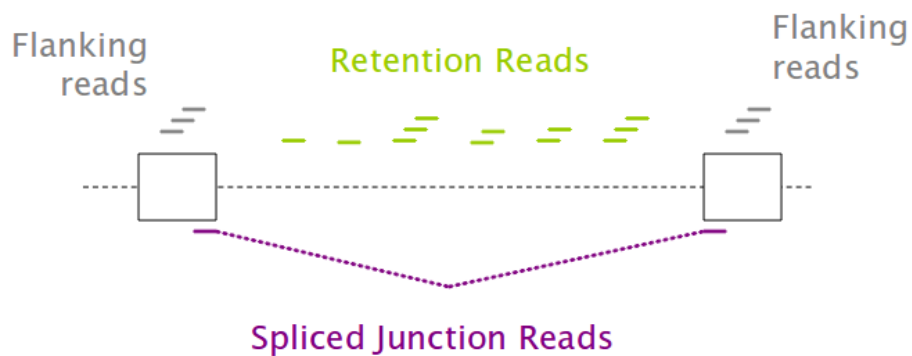 Flanking
reads
Retention Reads
Flanking
reads
Spliced Junction Reads